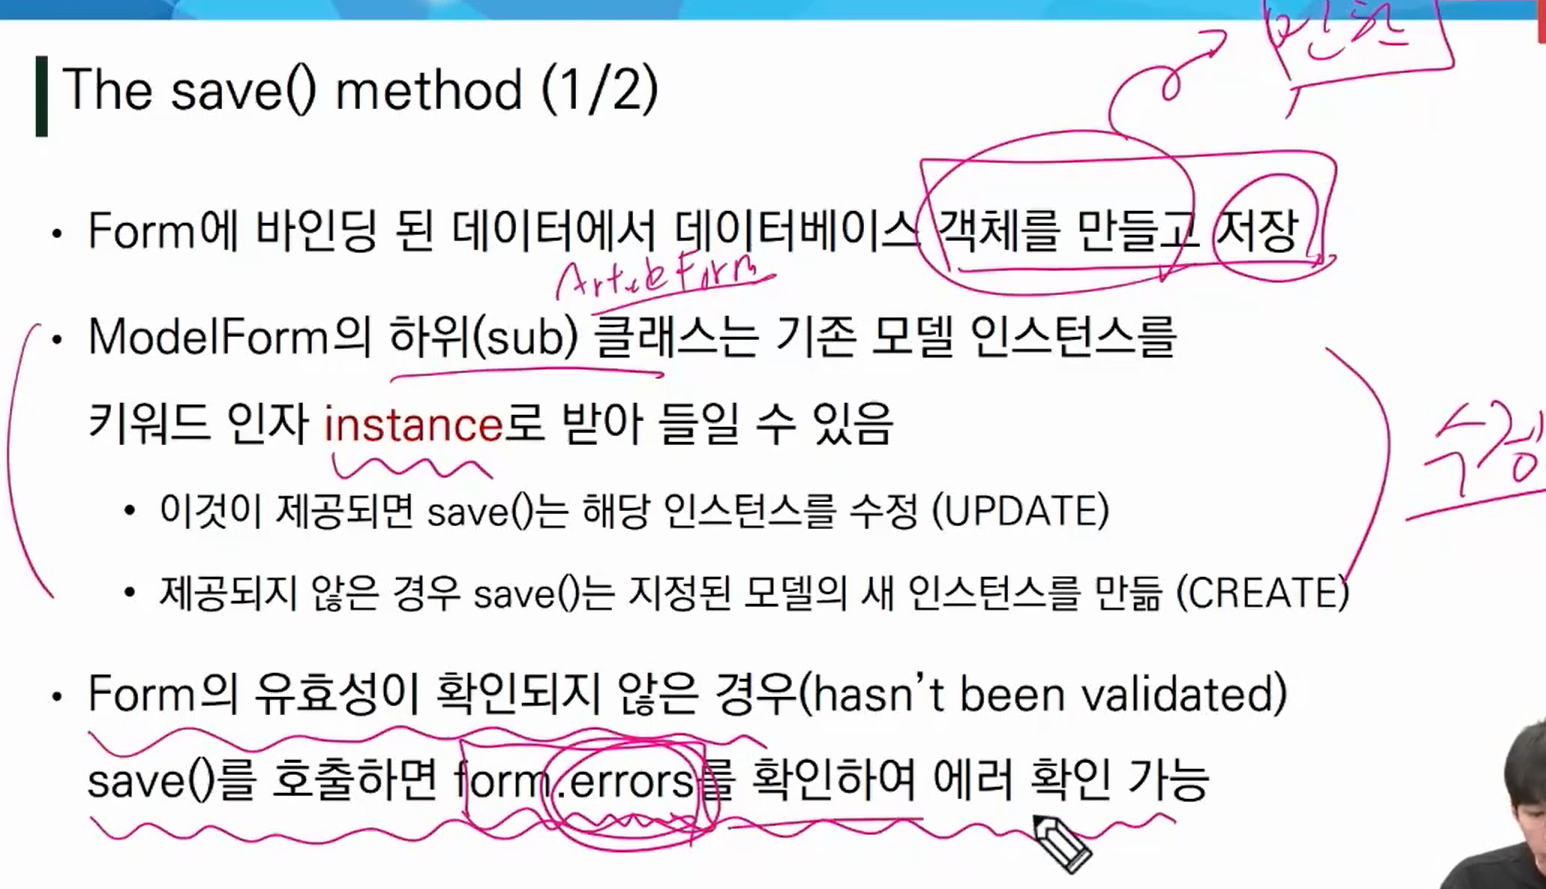 반환
The save() method (1/2)
• Form에 바인딩 된 데이터에서 데이터베이스 객체를 만들고 저장
ArticleForm
• ModelForm의 하위(sub) 클래스는 기존 모델 인스턴스를
키워드 인자 instance로 받아 들일 수 있음
수정
• 이것이 제공되면 save()는 해당 인스턴스를 수정 (UPDATE)
• 제공되지 않은 경우 save()는 지정된 모델의 새 인스턴스를 만듦 (CREATE)
• Form의 유효성이 확인되지 않은 경우(hasn't been validated)
save()를 호출하면 form.errors를 확인하여 에러 확인 가능